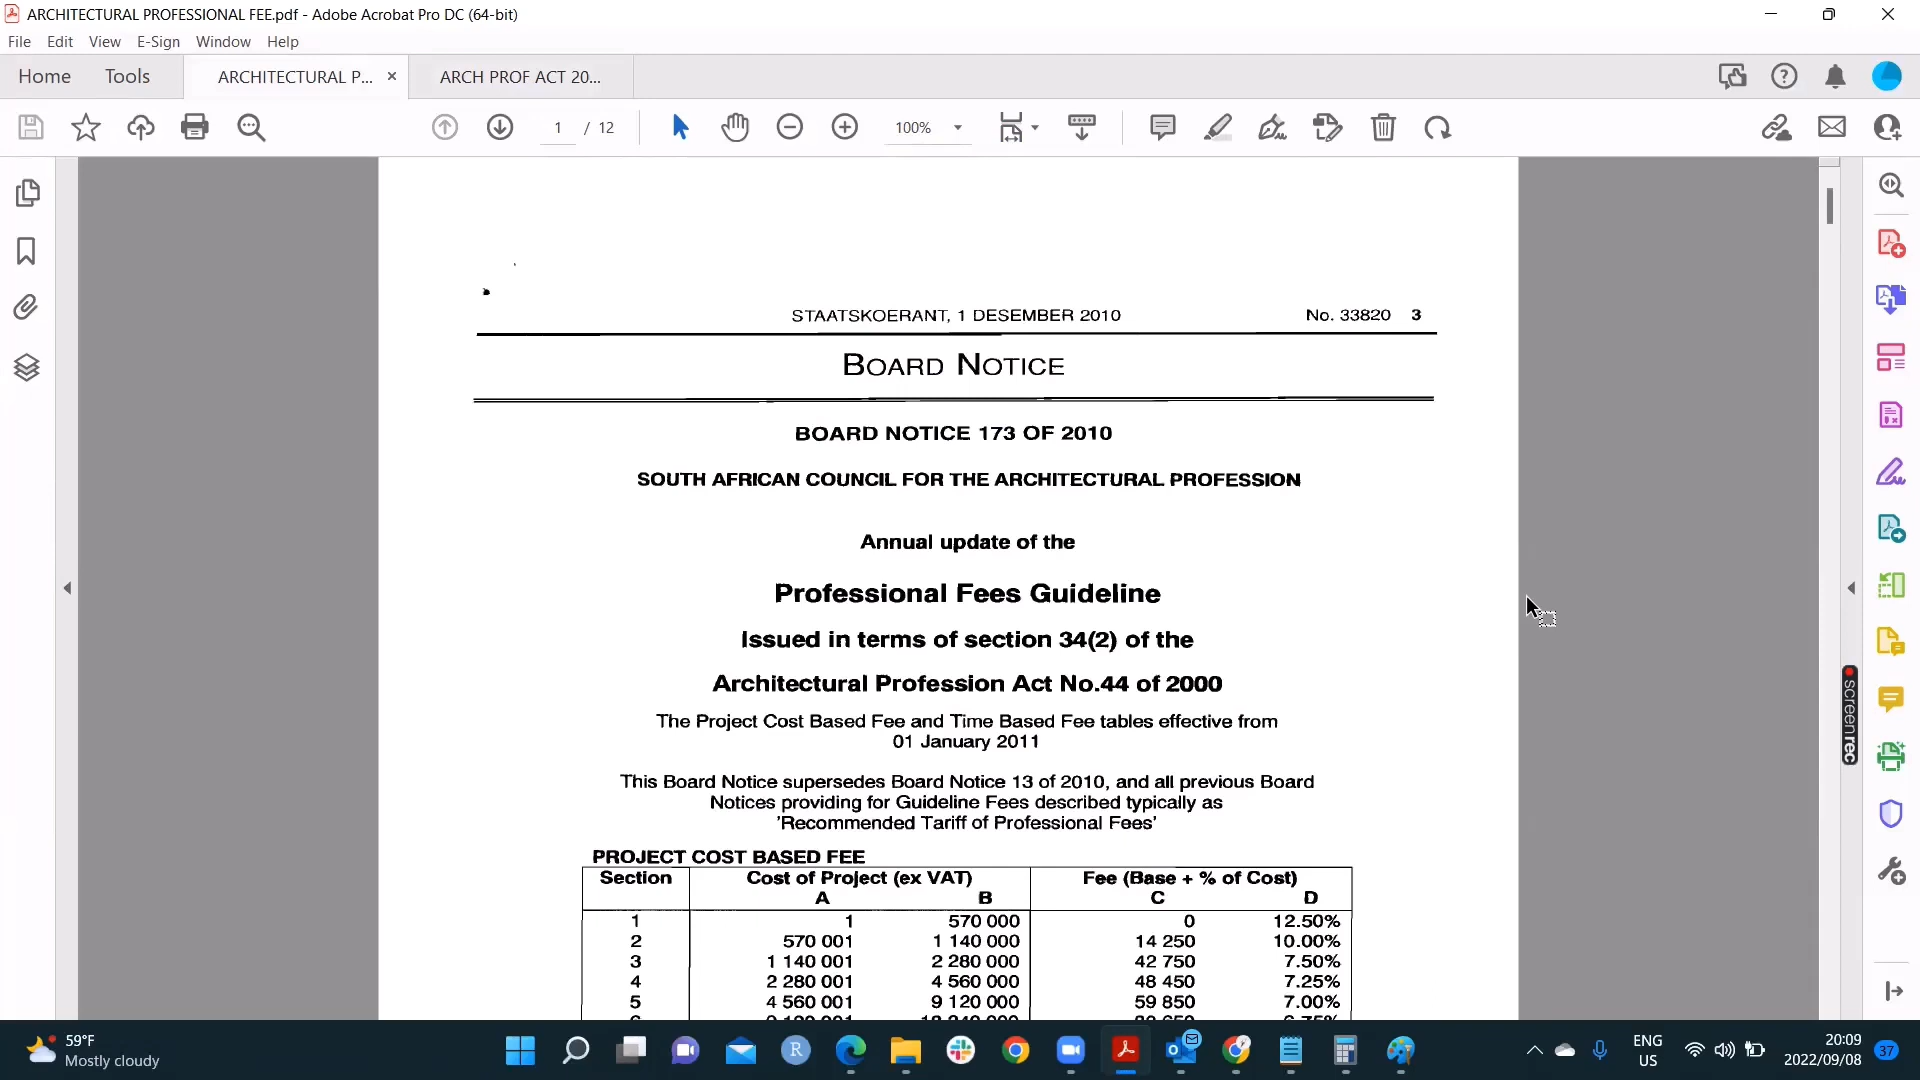 ARCHITECTURAL PROFESSIONAL FEE.pdf - Adobe Acrobat Pro DC (64-bit)
File Edit View E-Sign Window Help
Home Tools ARCHITECTURAL P... × ARCH PROF ACT 20...
1 / 12 100%
STAATSKOERANT, 1 DESEMBER 2010 No. 33820 3
BOARD NOTICE
BOARD NOTICE 173 OF 2010
SOUTH AFRICAN COUNCIL FOR THE ARCHITECTURAL PROFESSION
Annual update of the
Professional Fees Guideline
Issued in terms of section 34(2) of the
Architectural Profession Act No.44 of 2000
The Project Cost Based Fee and Time Based Fee tables effective from
01 January 2011
This Board Notice supersedes Board Notice 13 of 2010, and all previous Board
Notices providing for Guideline Fees described typically as
'Recommended Tariff of Professional Fees'
PROJECT COST BASED FEE
Section Cost of Project (ex VAT) Fee (Base + % of Cost)
A B C D
1 1 570 000 0 12.50%
2 570 001 1 140 000 14 250 10.00%
3 1 140 001 2 280 000 42 750 7.50%
4 2 280 001 4 560 000 48 450 7.25%
5 4 560 001 9 120 000 59 850 7.00%
screenrec
59°F
Mostly cloudy
ENG
US
20:09
2022/09/08
37